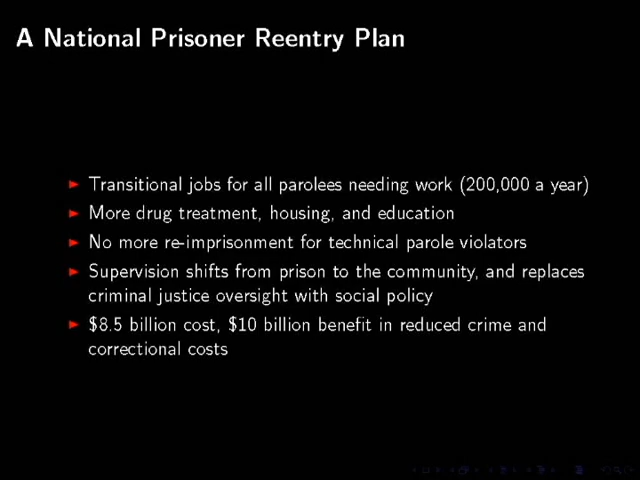 A National Prisoner Reentry Plan
Transitional jobs for all parolees needing work (200,000 a year)
More drug treatment, housing, and education
No more re-imprisonment for technical parole violators
Supervision shifts from prison to the community, and replaces
criminal justice oversight with social policy
$8.5 billion cost, $10 billion benefit in reduced crime and
correctional costs